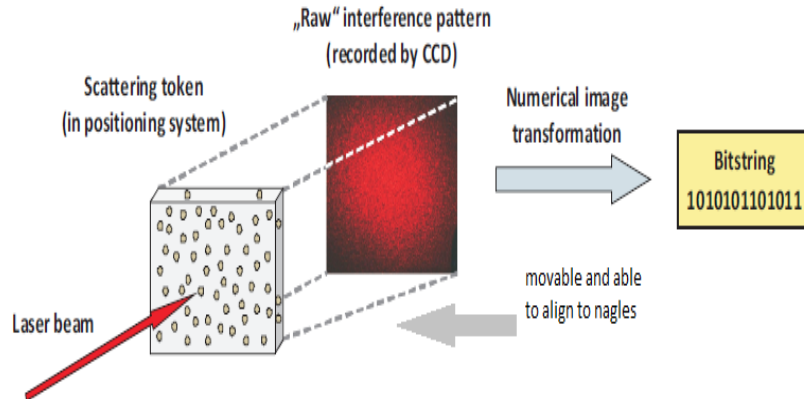 „Raw“ interference pattern
(recorded by CCD)
Scattering token
(in positioning system)
Numerical image
transformation
Bitstring
1010101101011
movable and able
to align to nagles
Laser beam